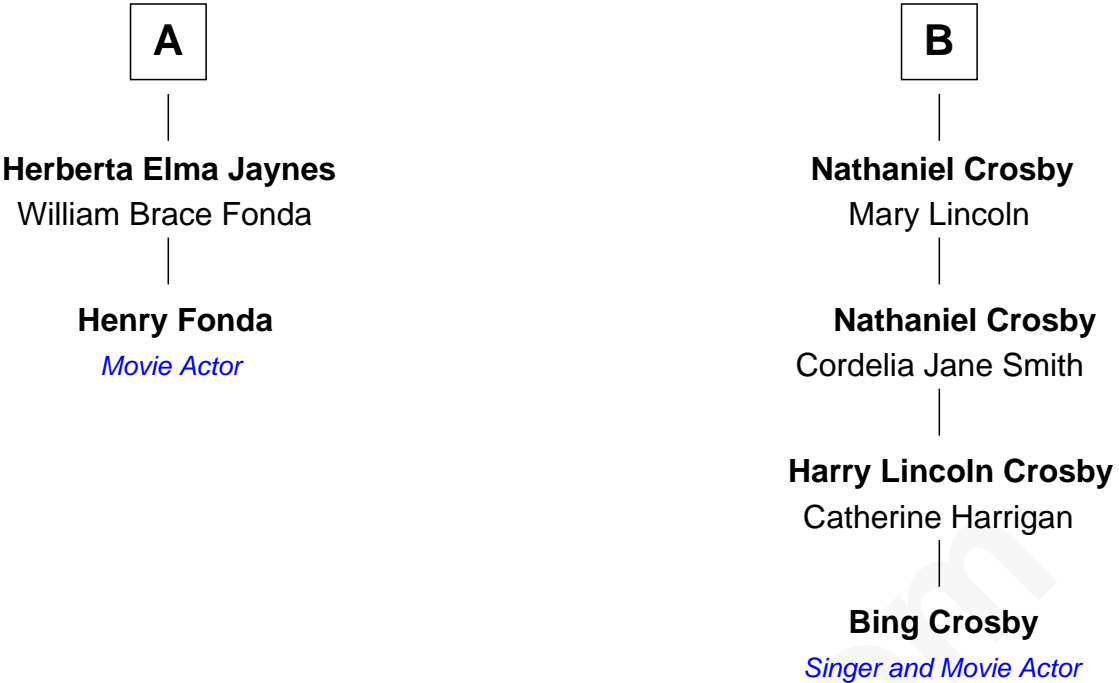 A
Herberta Elma Jaynes
William Brace Fonda
Henry Fonda
Movie Actor
B
Nathaniel Crosby
Mary Lincoln
Nathaniel Crosby
Cordelia Jane Smith
Harry Lincoln Crosby
Catherine Harrigan
Bing Crosby
Singer and Movie Actor
om